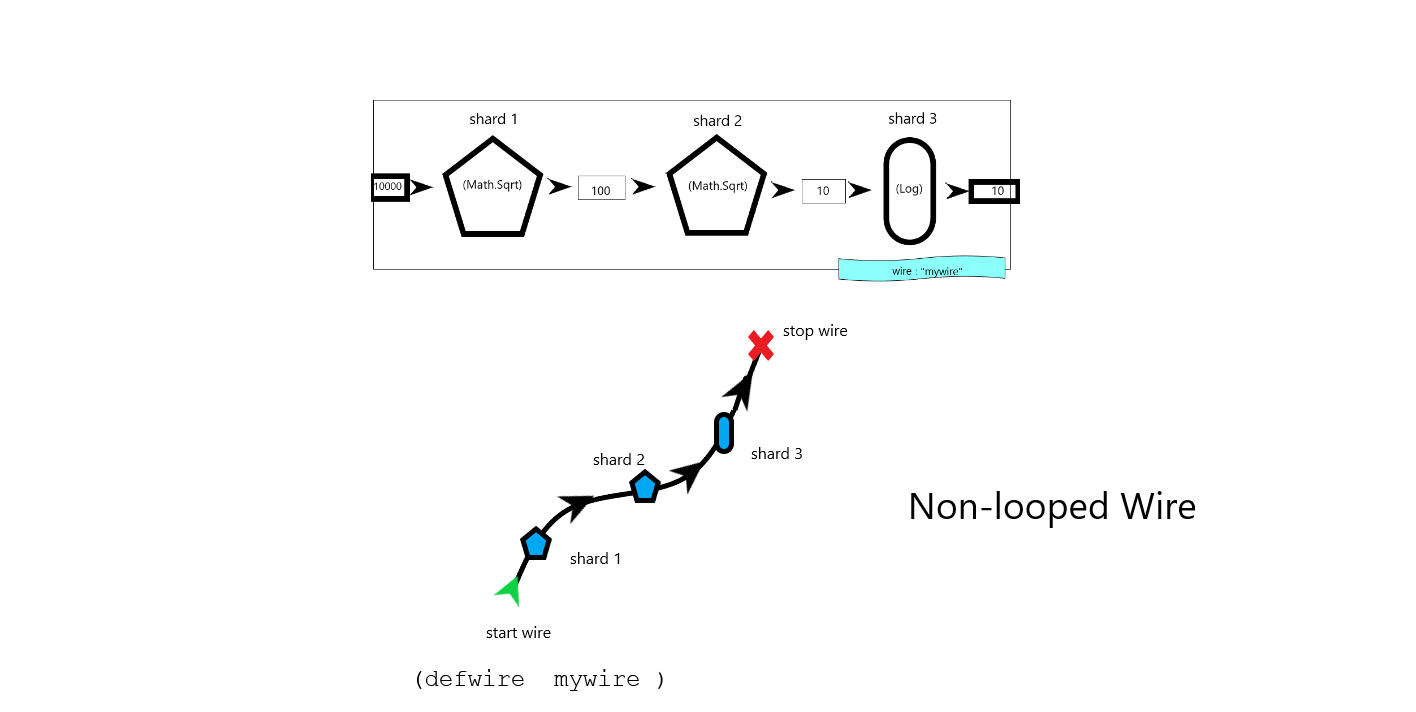 shard 1
shard 2
shard 3
10000
(Math.Sqrt)
100
(Math.Sqrt)
10
(Log)
10
wire : "mywire"
stop wire
shard 3
shard 2
Non-looped Wire
shard 1
start wire
(defwire  mywire )